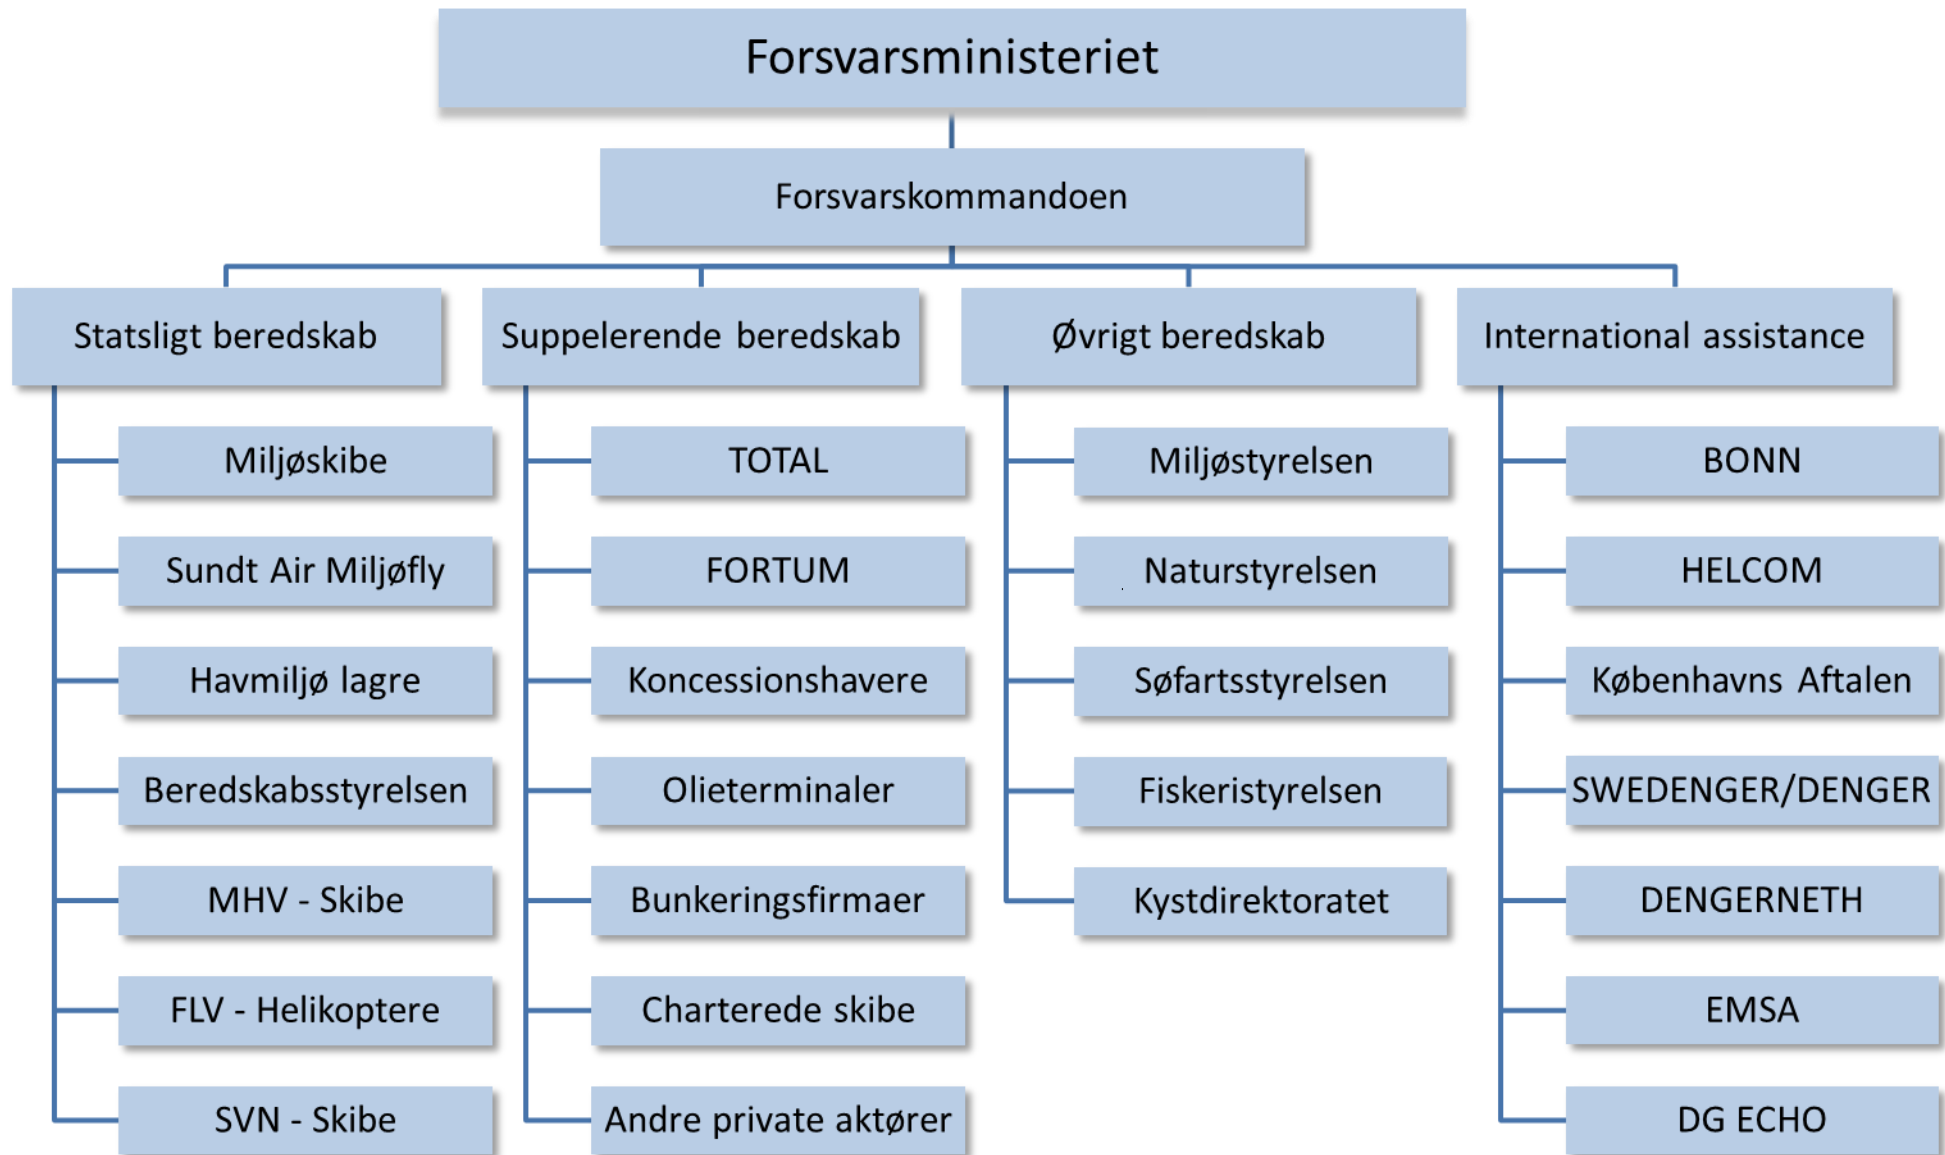 Forsvarsministeriet
Forsvarskommandoen
Statsligt beredskab
Miljøskibe
Sundt Air Miljøfly
Havmiljø lagre
Beredskabsstyrelsen
MHV - Skibe
FLV - Helikoptere
SVN - Skibe
Suppelerende beredskab
TOTAL
FORTUM
Koncessionshavere
Olieterminaler
Bunkeringsfirmaer
Charterede skibe
Andre private aktører
Øvrigt beredskab
Miljøstyrelsen
Naturstyrelsen
Søfartsstyrelsen
Fiskeristyrelsen
Kystdirektoratet
International assistance
BONN
HELCOM
Københavns Aftalen
SWEDENGER/DENGER
DENGERNETH
EMSA
DG ECHO